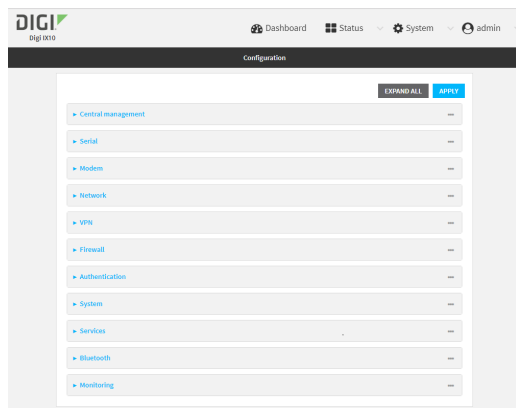 DIGI
Digi IX10
Dashboard
Status
System
admin
Configuration
EXPAND ALL
APPLY
Central management
Serial
Modem
Network
VPN
Firewall
Authentication
System
Services
Bluetooth
Monitoring